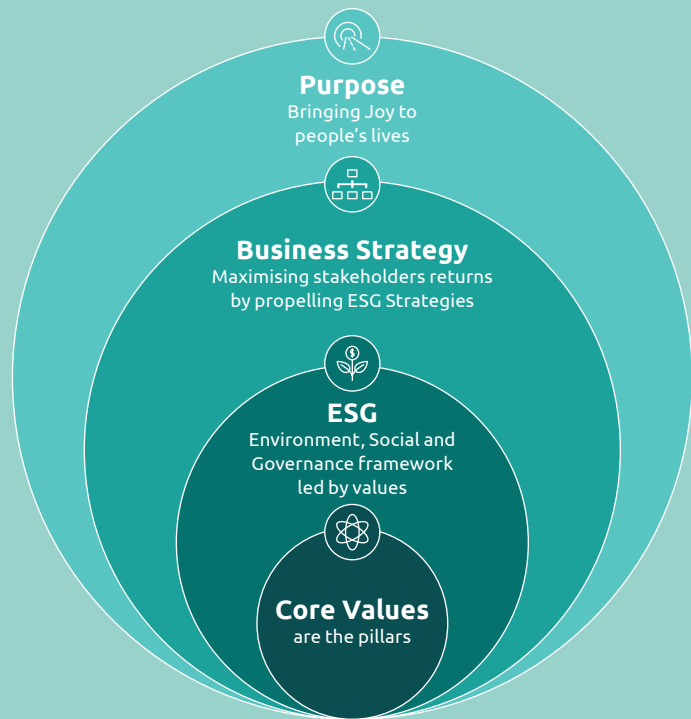 Purpose
Bringing Joy to
people's lives
Business Strategy
Maximising stakeholders returns
by propelling ESG Strategies
$
ESG
Environment, Social and
Governance framework
led by values
Core Values
are the pillars